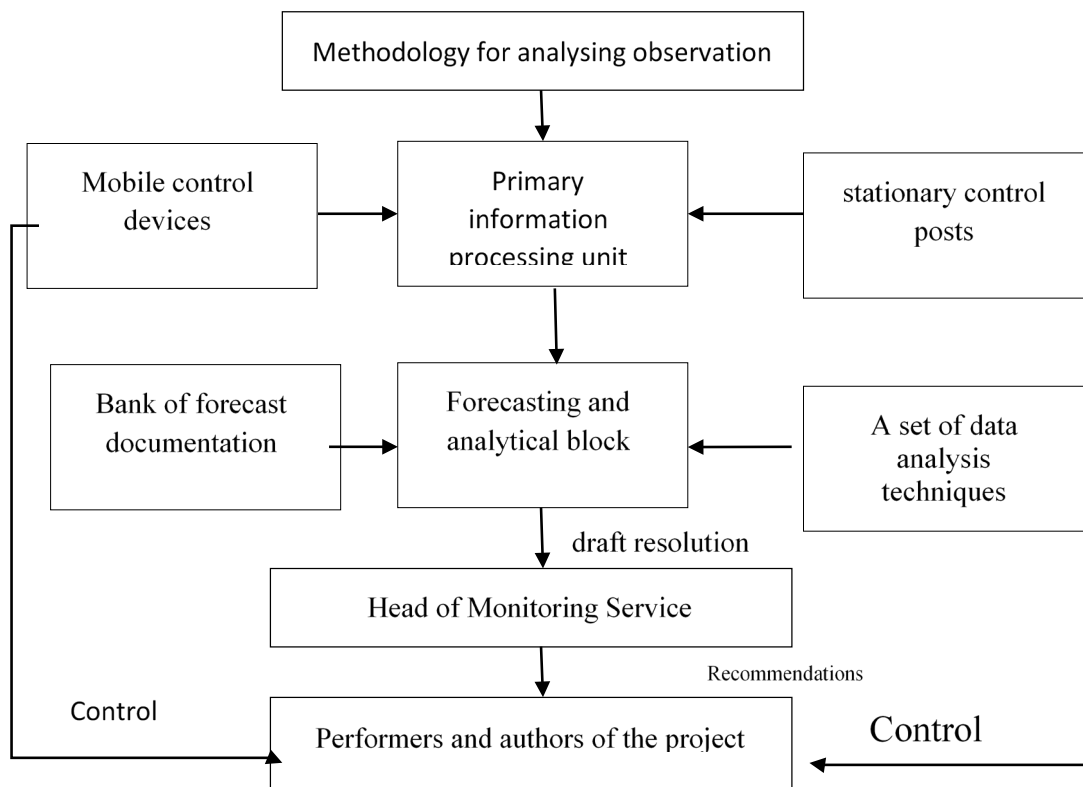 Methodology for analysing observation
Mobile control
devices
Primary
information
processing unit
stationary control
posts
Bank of forecast
documentation
Forecasting and
analytical block
A set of data
analysis
techniques
draft resolution
Head of Monitoring Service
Recommendations
Control
Performers and authors of the project
Control